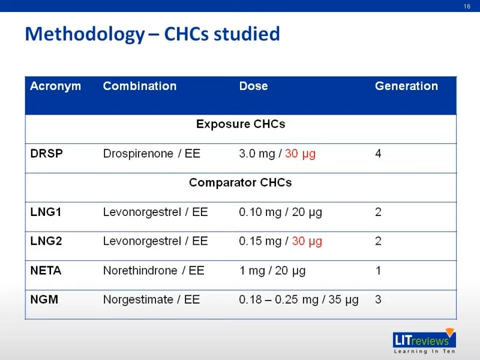 16
Methodology – CHCs studied
Acronym Combination Dose Generation
Exposure CHCs
DRSP Drospirenone / EE 3.0 mg / 30 µg 4
Comparator CHCs
LNG1 Levonorgestrel / EE 0.10 mg / 20 µg 2
LNG2 Levonorgestrel / EE 0.15 mg / 30 µg 2
NETA Norethindrone / EE 1 mg / 20 µg 1
NGM Norgestimate / EE 0.18 – 0.25 mg / 35 µg 3
LITreviews
Learning In Ten